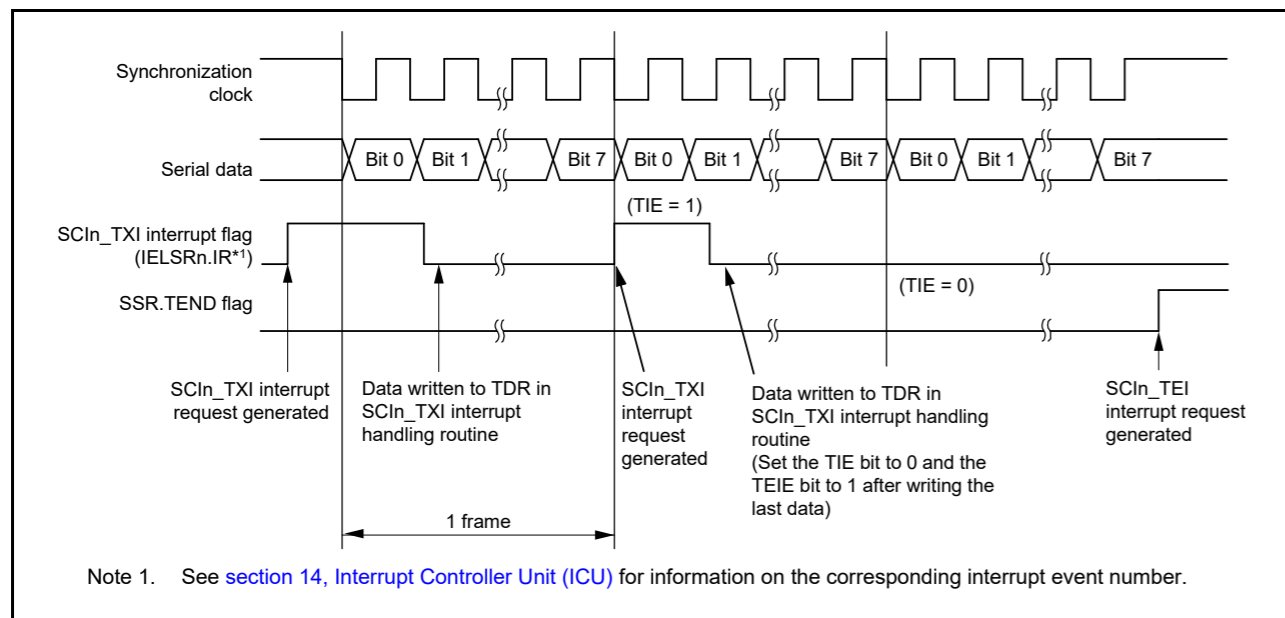 Synchronization
clock
Serial data
Bit 0
Bit 1
Bit 7
Bit 0
Bit 1
Bit 7
Bit 0
Bit 1
Bit 7
(TIE = 1)
SCIn_TXI interrupt flag
(IELSRn.IR*1)
(TIE = 0)
SSR.TEND flag
SCIn_TXI interrupt
request generated
Data written to TDR in
SCIn_TXI interrupt
handling routine
SCIn_TXI
interrupt
request
generated
Data written to TDR in
SCIn_TXI interrupt handling
routine
(Set the TIE bit to 0 and the
TEIE bit to 1 after writing the
last data)
SCIn_TEI
interrupt request
generated
1 frame
Note 1. See section 14, Interrupt Controller Unit (ICU) for information on the corresponding interrupt event number.